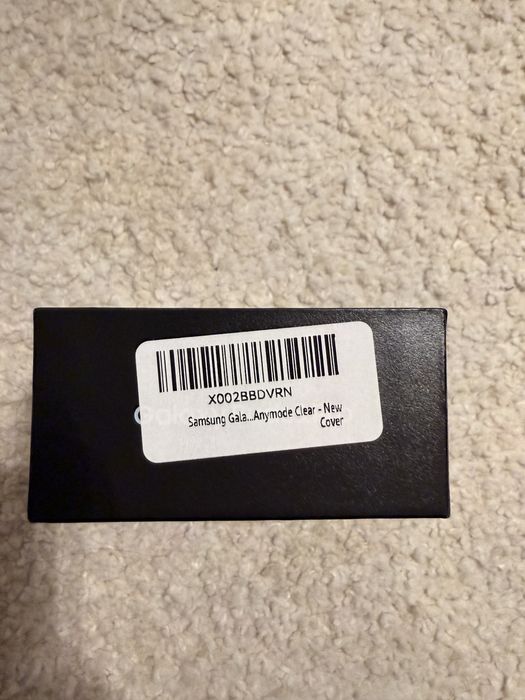 X002BBDVRN
Samsung Gala...Anymode Clear - New
Cover